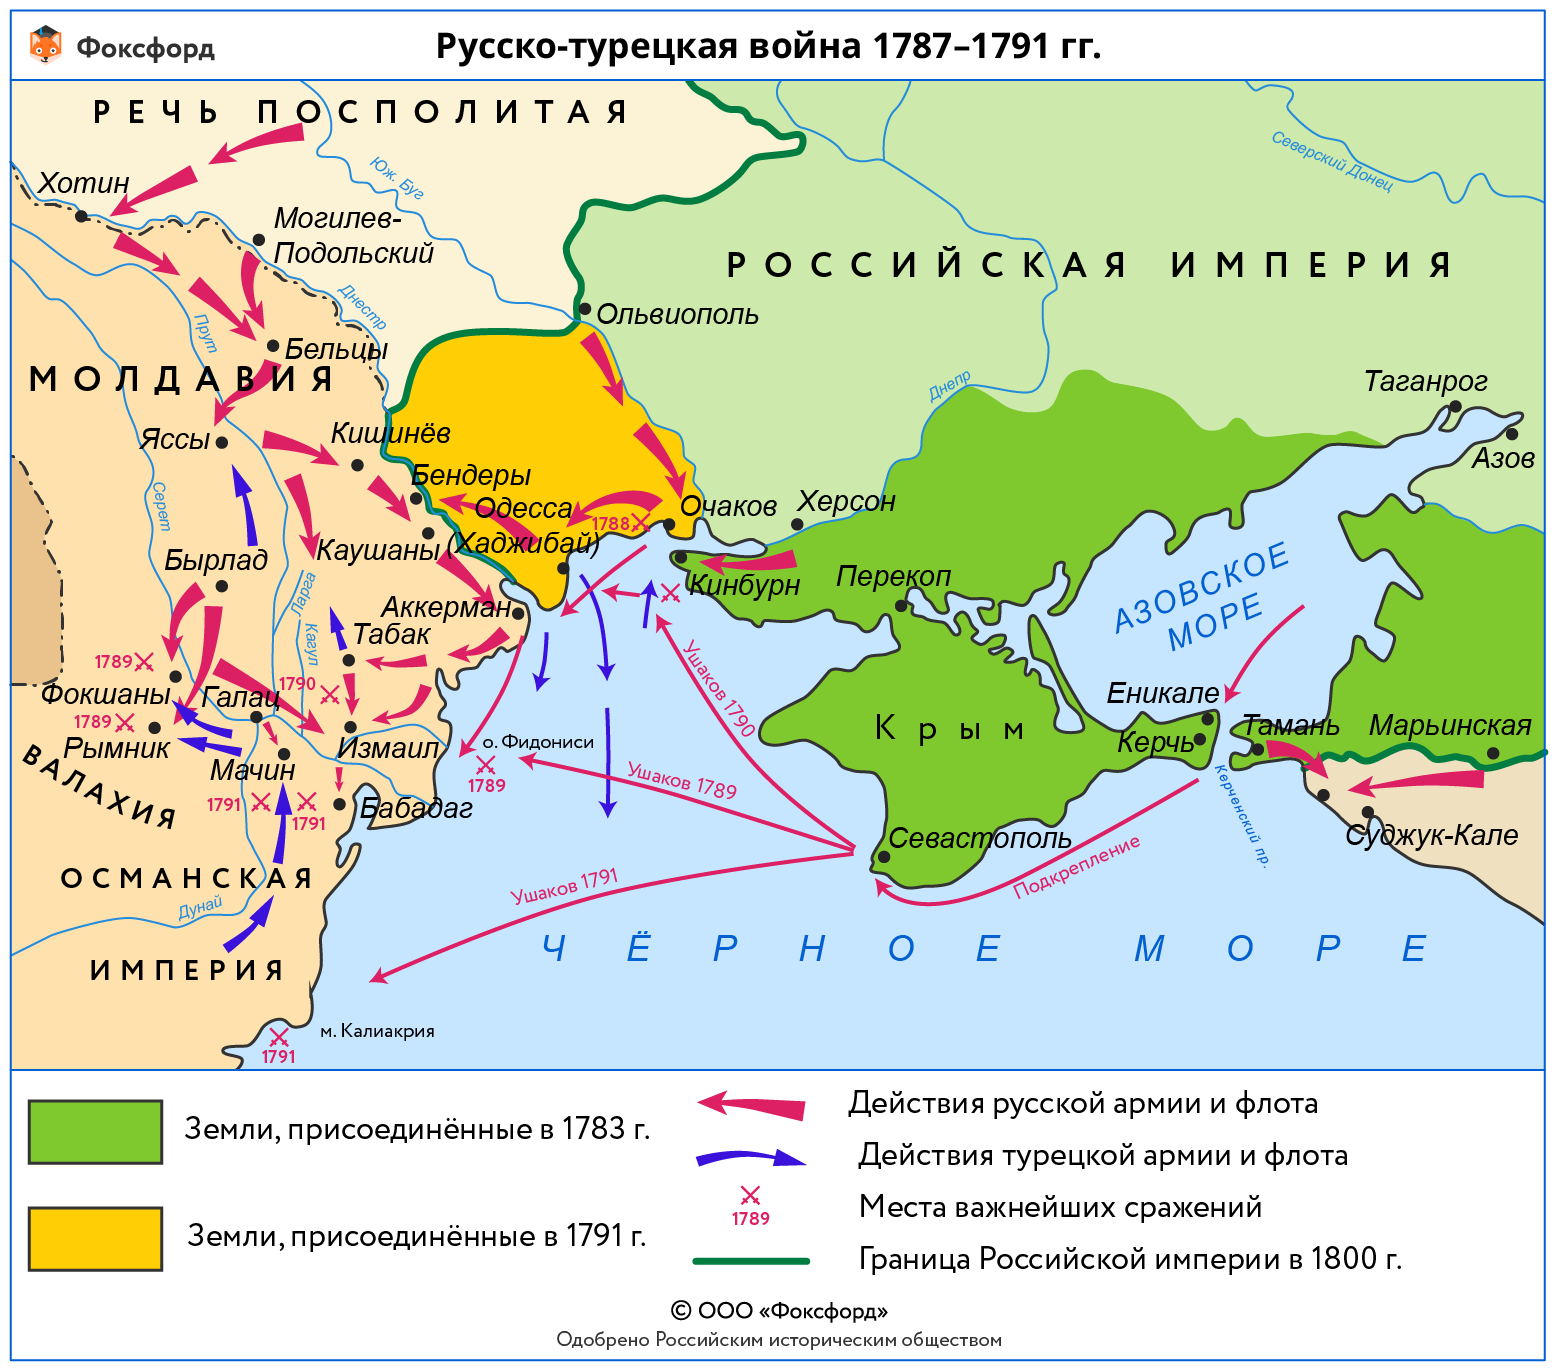 Фоксфорд
Русско-турецкая война 1787–1791 гг.
РЕЧЬ ПОСПОЛИТАЯ
Северский Донец
Юж. Буг
Хотин
Могилев-
Подольский
РОССИЙСКАЯ ИМПЕРИЯ
Днестр
Ольвиополь
Прут
Бельцы
МОЛДАВИЯ
Днепр
Таганрог
Яссы
Кишинёв
Азов
Бендеры
Серет
Одесса
(Хаджибай)
1788
Очаков
Херсон
Каушаны
Бырлад
Ларга
Кинбурн
Перекоп
АЗОВСКОЕ
МОРЕ
Аккерман
Табак
Кагул
1789
Фокшаны
Галац
1790
Ушаков 1790
Еникале
1789
Рымник
Измаил
о. Фидониси
Крым
Керчь
Тамань
Марьинская
ВАЛАХИЯ
Мачин
1789
Ушаков 1789
Керченский пр.
1791
1791
Бабадаг
Севастополь
Суджук-Кале
ОСМАНСКАЯ
Дунай
Ушаков 1791
Подкрепление
ИМПЕРИЯ
ЧЁРНОЕ МОРЕ
м. Калиакрия
1791
Земли, присоединённые в 1783 г.
Земли, присоединённые в 1791 г.
Действия русской армии и флота
Действия турецкой армии и флота
1789
Места важнейших сражений
Граница Российской империи в 1800 г.
© ООО «Фоксфорд»
Одобрено Российским историческим обществом